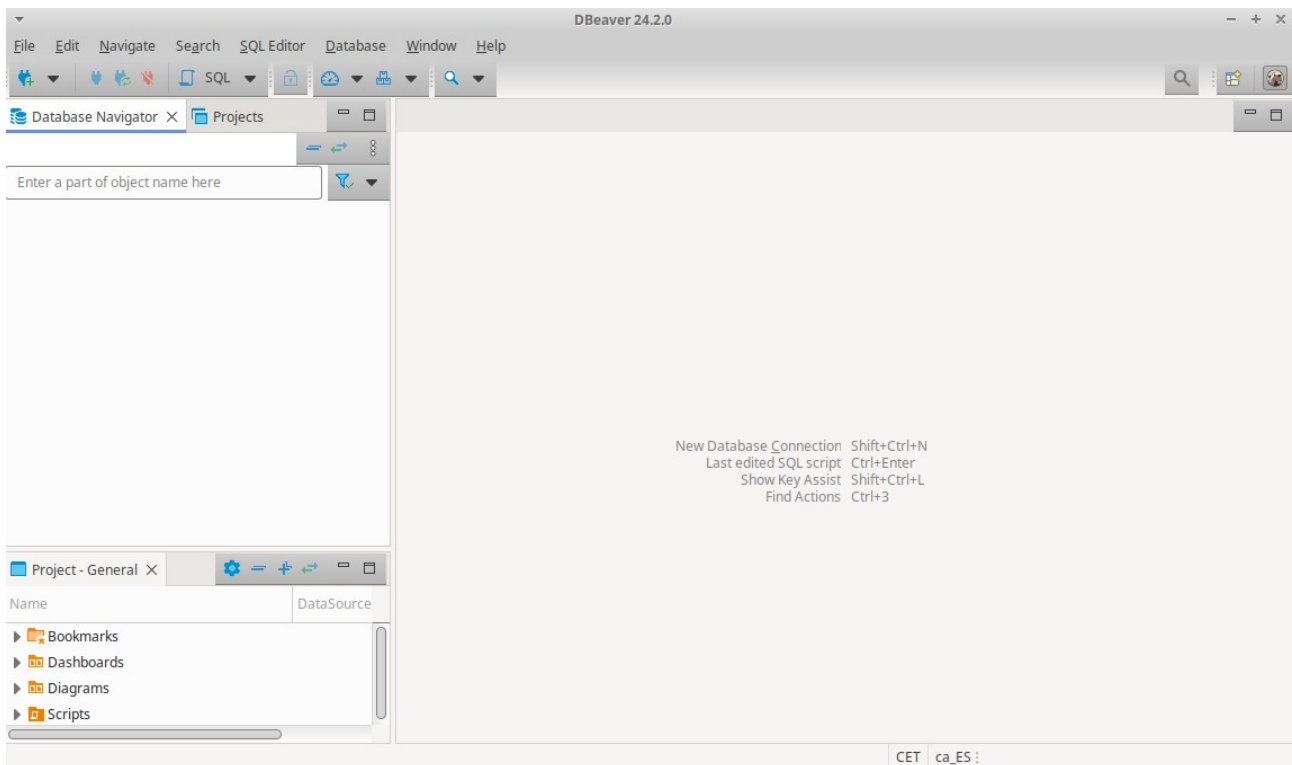 DBeaver 24.2.0
File Edit Navigate Search SQL Editor Database Window Help
SQL
Database Navigator Projects
Enter a part of object name here
New Database Connection Shift+Ctrl+N
Last edited SQL script Ctrl+Enter
Show Key Assist Shift+Ctrl+L
Find Actions Ctrl+3
Project - General
Name DataSource
Bookmarks
Dashboards
Diagrams
Scripts
CET ca_ES